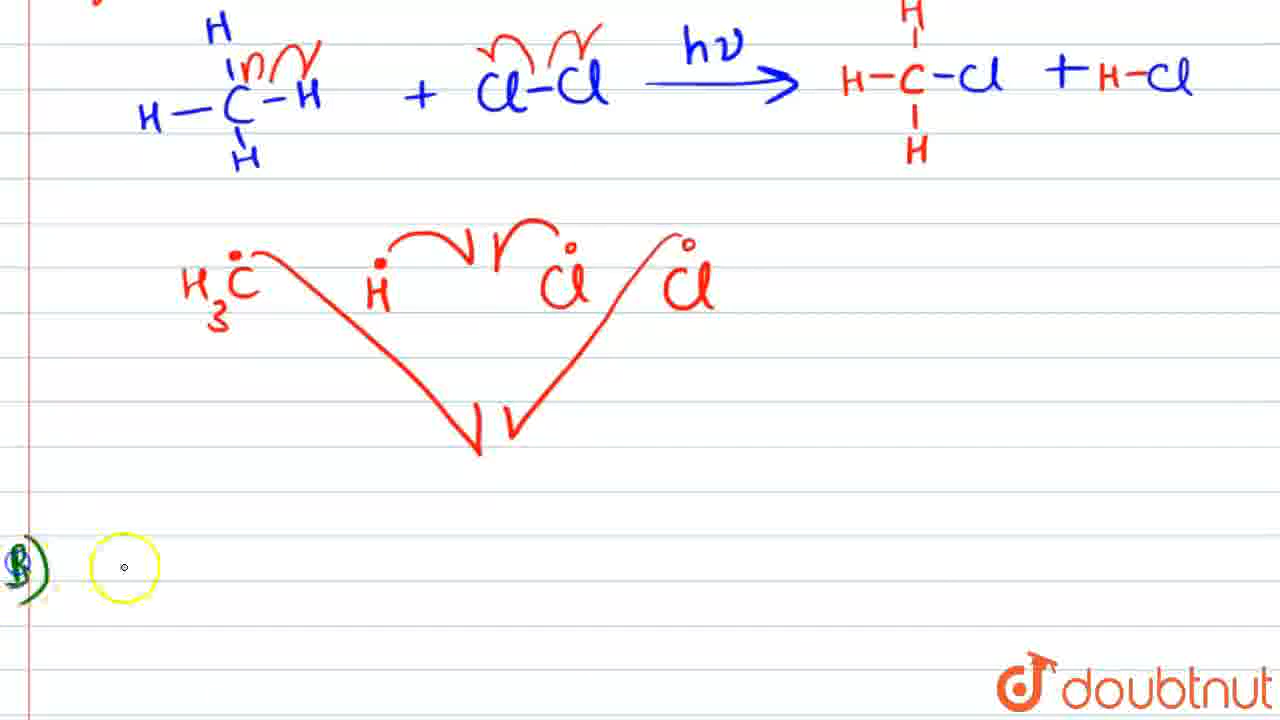 H
H
H–C–H + Cl–Cl hν H–C–Cl + H–Cl
H
H
H3C H Cl Cl
B)
doubtnut